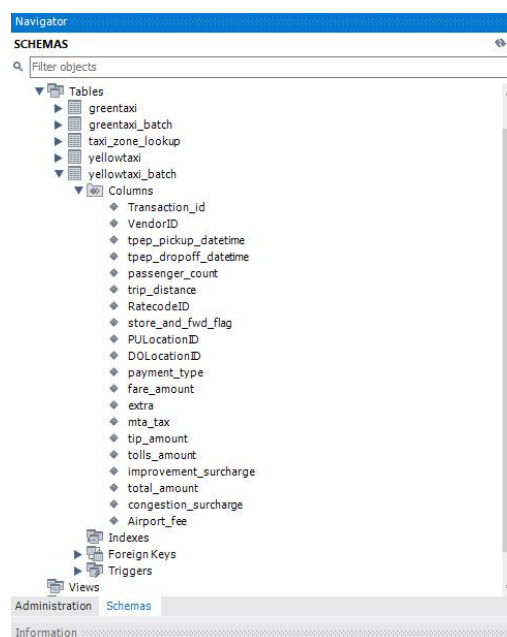 Navigator
SCHEMAS
Filter objects
Tables
greentaxi
greentaxi_batch
taxi_zone_lookup
yellowtaxi
yellowtaxi_batch
Columns
Transaction_id
VendorID
tpep_pickup_datetime
tpep_dropoff_datetime
passenger_count
trip_distance
RatecodeID
store_and_fwd_flag
PULocationID
DOLocationID
payment_type
fare_amount
extra
mta_tax
tip_amount
tolls_amount
improvement_surcharge
total_amount
congestion_surcharge
Airport_fee
Indexes
Foreign Keys
Triggers
Views
Administration Schemas
Information